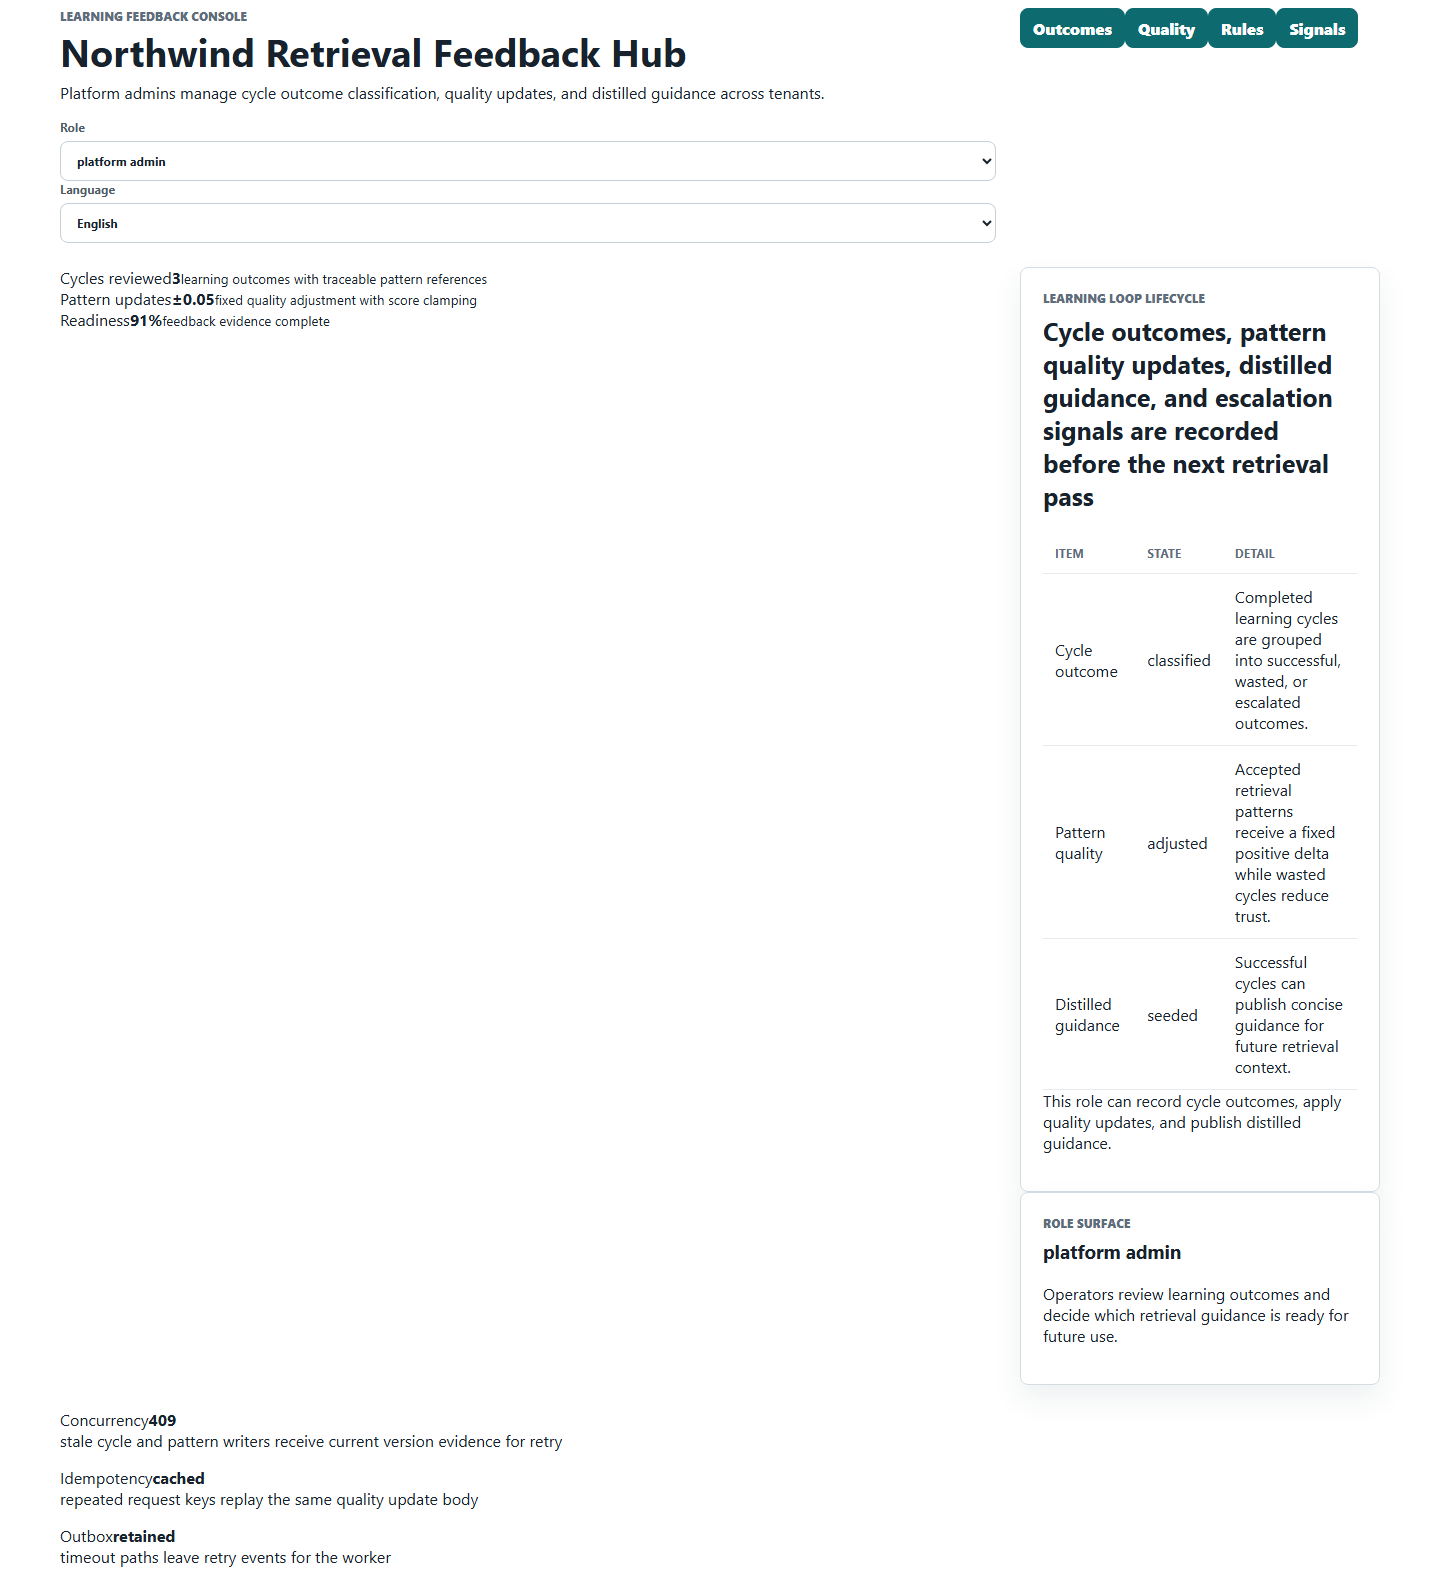 LEARNING FEEDBACK CONSOLE
Northwind Retrieval Feedback Hub
Platform admins manage cycle outcome classification, quality updates, and distilled guidance across tenants.
Role
platform admin
Language
English
Outcomes Quality Rules Signals
Cycles reviewed3learning outcomes with traceable pattern references
Pattern updates±0.05fixed quality adjustment with score clamping
Readiness91%feedback evidence complete
LEARNING LOOP LIFECYCLE
Cycle outcomes, pattern
quality updates, distilled
guidance, and escalation
signals are recorded
before the next retrieval
pass
ITEM STATE DETAIL
Cycle
outcome
classified
Completed
learning cycles
are grouped
into successful,
wasted, or
escalated
outcomes.
Pattern
quality
adjusted
Accepted
retrieval
patterns
receive a fixed
positive delta
while wasted
cycles reduce
trust.
Distilled
guidance
seeded
Successful
cycles can
publish concise
guidance for
future retrieval
context.
This role can record cycle outcomes, apply
quality updates, and publish distilled
guidance.
ROLE SURFACE
platform admin
Operators review learning outcomes and
decide which retrieval guidance is ready for
future use.
Concurrency409
stale cycle and pattern writers receive current version evidence for retry
Idempotencycached
repeated request keys replay the same quality update body
Outboxretained
timeout paths leave retry events for the worker